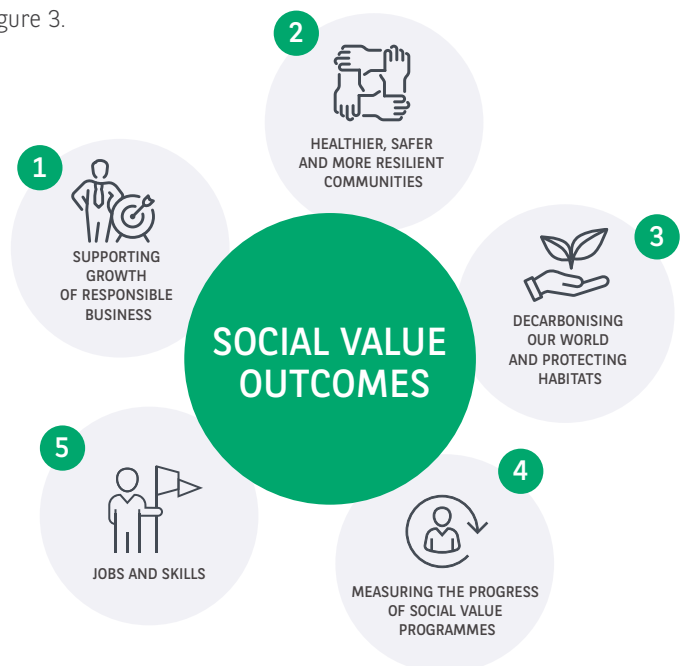 gure 3.
1
SUPPORTING
GROWTH
OF RESPONSIBLE
BUSINESS
2
HEALTHIER, SAFER
AND MORE RESILIENT
COMMUNITIES
3
DECARBONISING
OUR WORLD
AND PROTECTING
HABITATS
SOCIAL VALUE
OUTCOMES
4
MEASURING THE PROGRESS
OF SOCIAL VALUE
PROGRAMMES
5
JOBS AND SKILLS